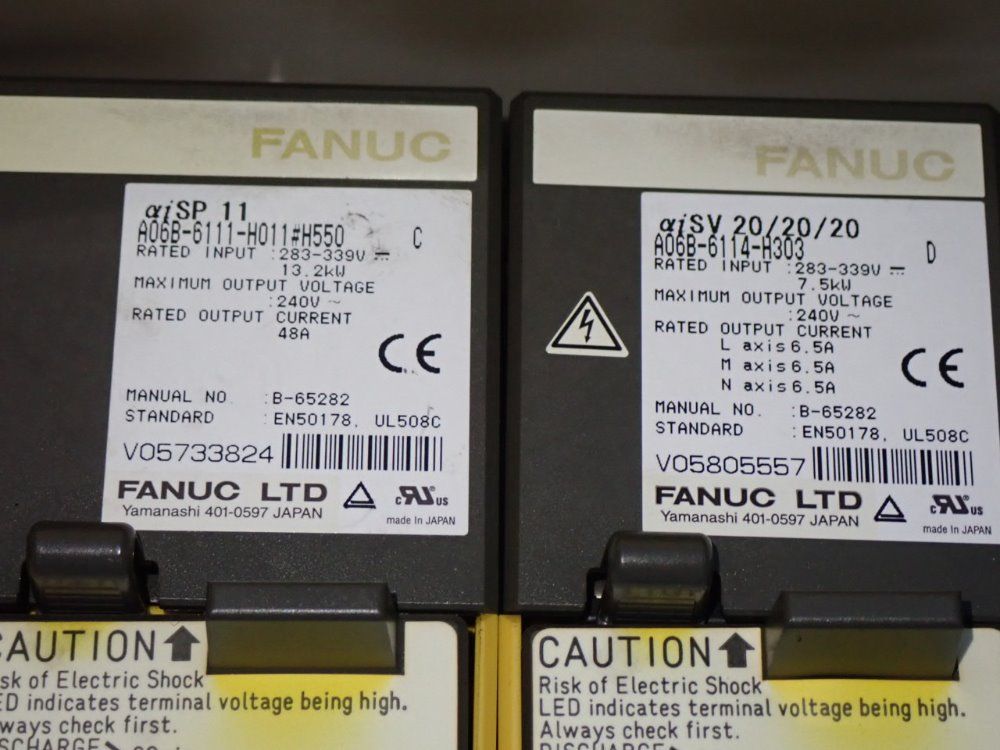 FANUC
αiSP 11
A06B-6111-H011#H550 C
RATED INPUT :283-339V ⎓
13.2kW
MAXIMUM OUTPUT VOLTAGE
:240V ~
RATED OUTPUT CURRENT
48A
CE
MANUAL NO. :B-65282
STANDARD :EN50178, UL508C
V05733824
FANUC LTD
Yamanashi 401-0597 JAPAN
c RU US
made in JAPAN
CAUTION
Risk of Electric Shock
LED indicates terminal voltage being high.
Always check first.
FANUC
αiSV 20/20/20
A06B-6114-H303 D
RATED INPUT :283-339V ⎓
7.5kW
MAXIMUM OUTPUT VOLTAGE
:240V ~
RATED OUTPUT CURRENT
L axis 6.5A
M axis 6.5A
N axis 6.5A
CE
MANUAL NO. :B-65282
STANDARD :EN50178, UL508C
V05805557
FANUC LTD
Yamanashi 401-0597 JAPAN
c RU US
made in JAPAN
CAUTION
Risk of Electric Shock
LED indicates terminal voltage being high.
Always check first.